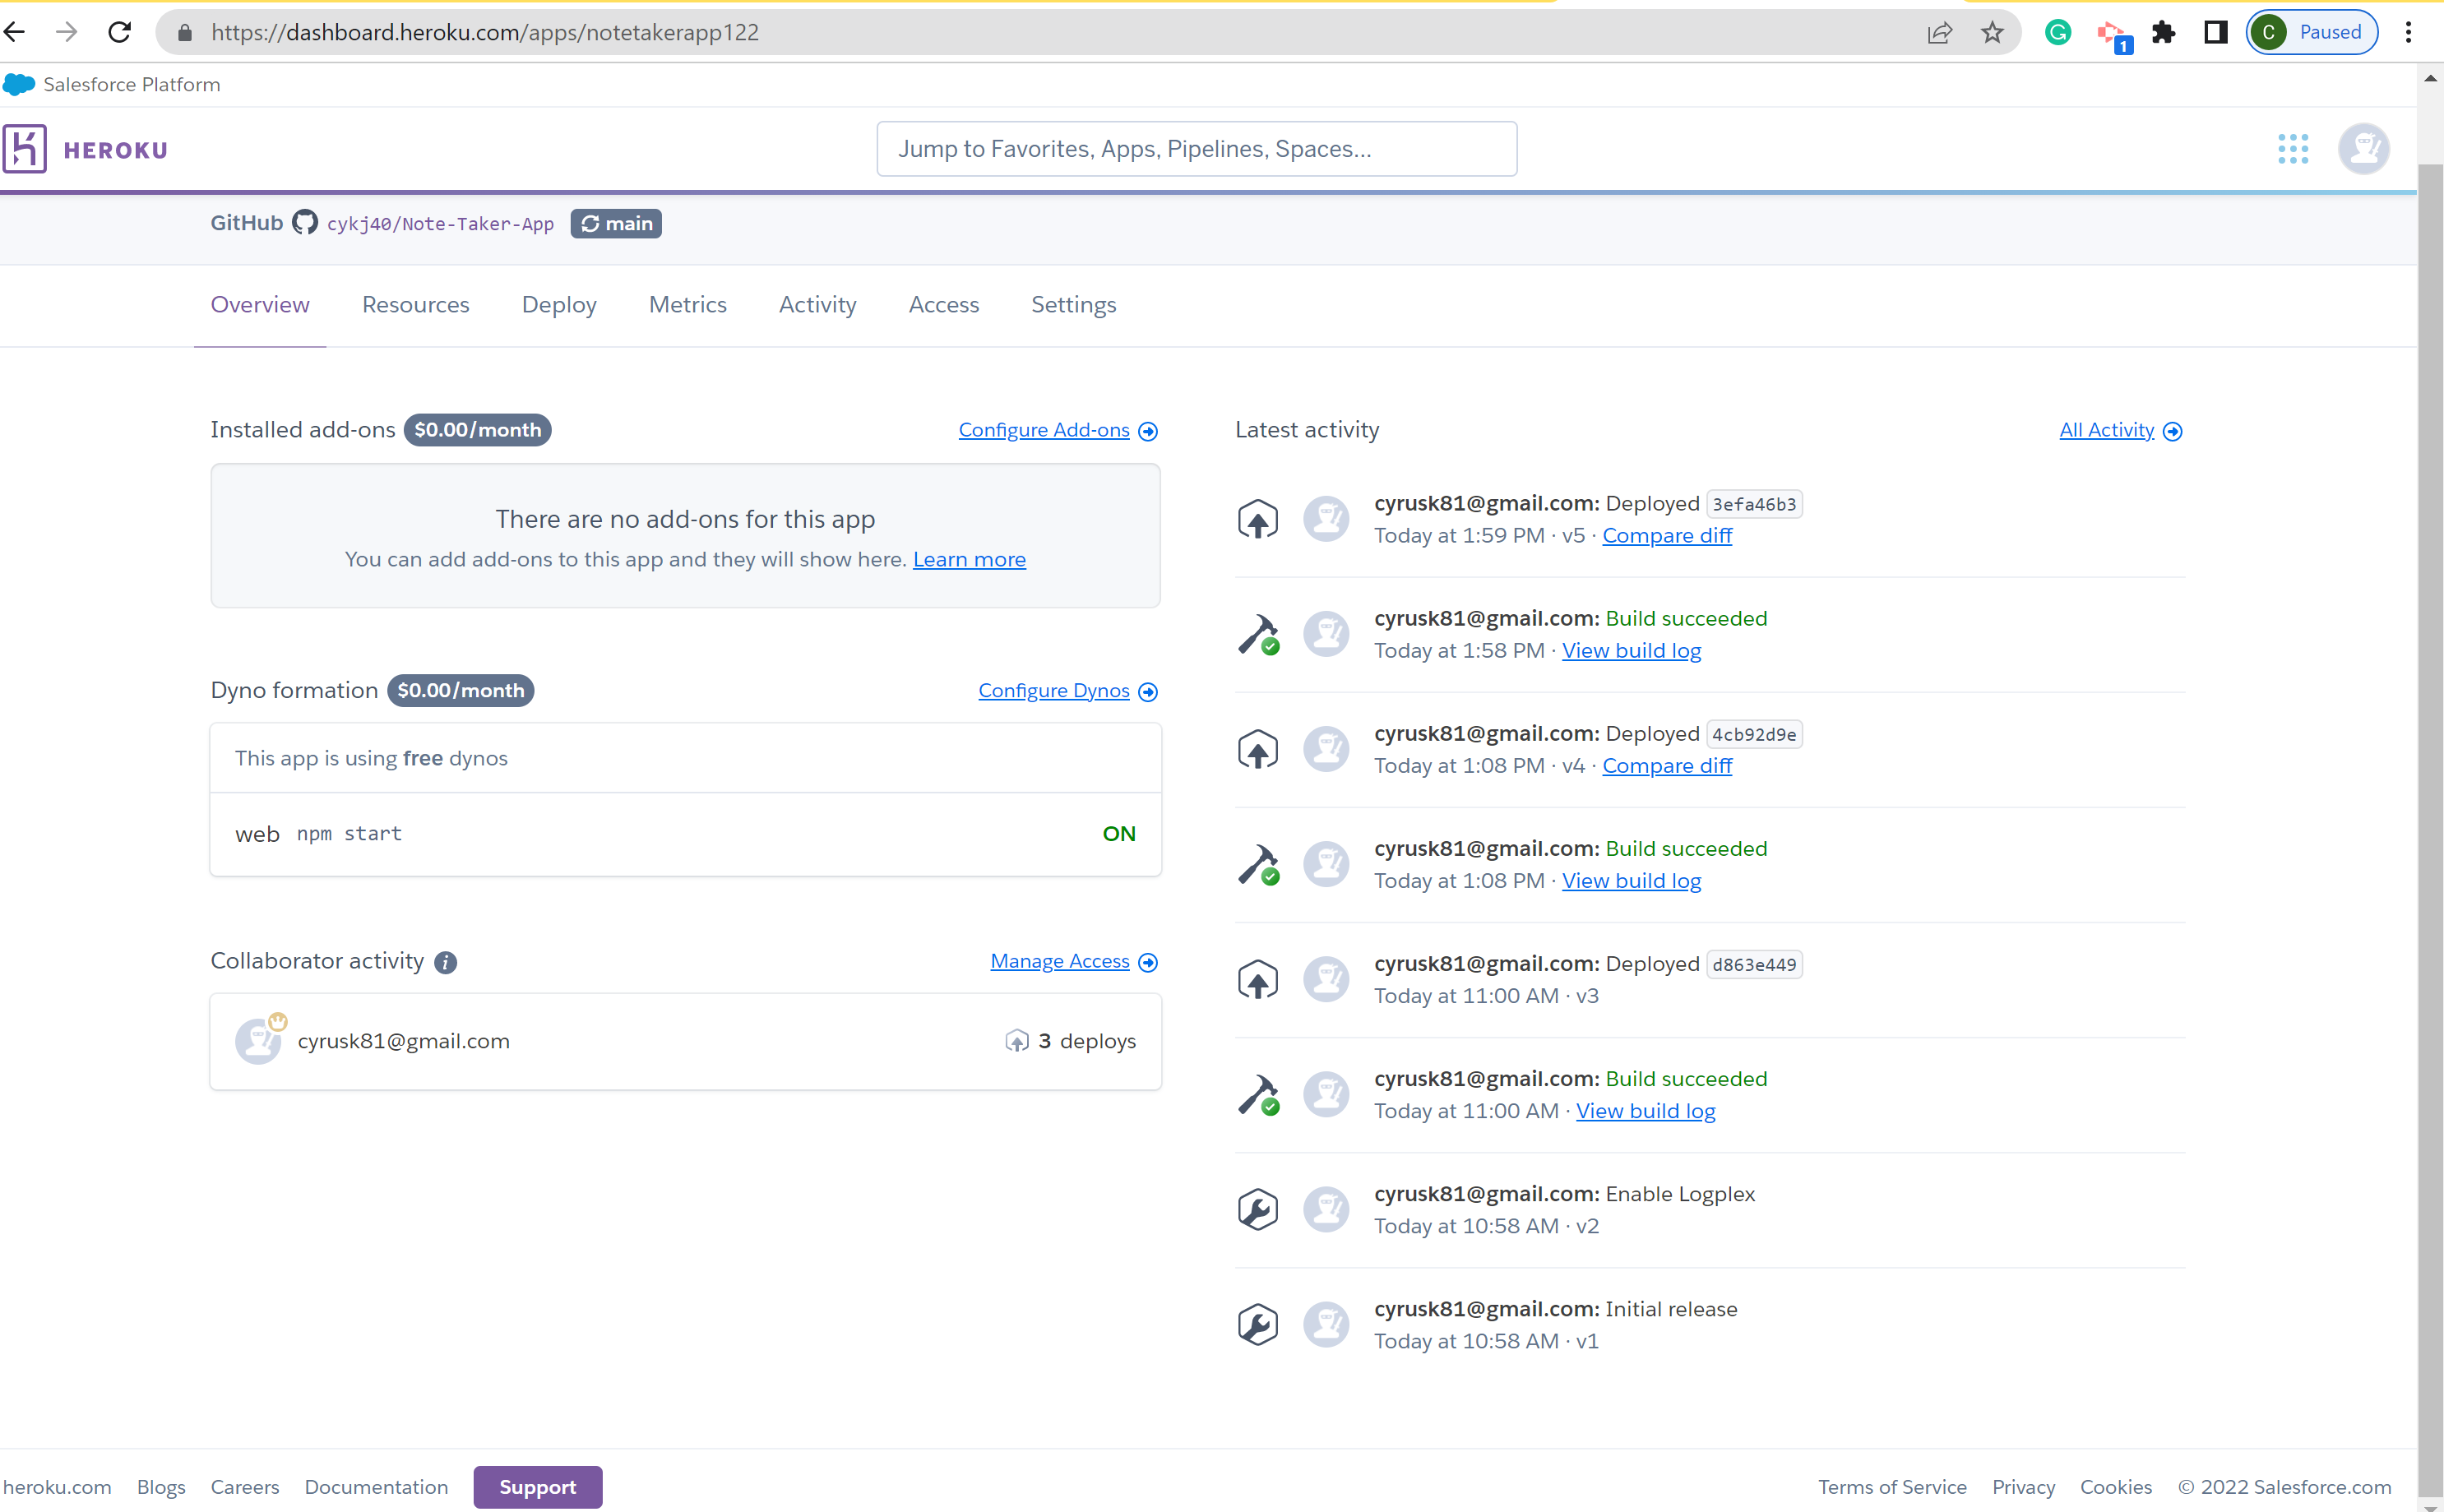 https://dashboard.heroku.com/apps/notetakerapp122
1
C
Paused
Salesforce Platform
HEROKU
Jump to Favorites, Apps, Pipelines, Spaces...
GitHub cykj40/Note-Taker-App main
Overview Resources Deploy Metrics Activity Access Settings
Installed add-ons $0.00/month Configure Add-ons
There are no add-ons for this app
You can add add-ons to this app and they will show here. Learn more
Dyno formation $0.00/month Configure Dynos
This app is using free dynos
web npm start ON
Collaborator activity Manage Access
cyrusk81@gmail.com 3 deploys
Latest activity All Activity
cyrusk81@gmail.com: Deployed 3efa46b3
Today at 1:59 PM · v5 · Compare diff
cyrusk81@gmail.com: Build succeeded
Today at 1:58 PM · View build log
cyrusk81@gmail.com: Deployed 4cb92d9e
Today at 1:08 PM · v4 · Compare diff
cyrusk81@gmail.com: Build succeeded
Today at 1:08 PM · View build log
cyrusk81@gmail.com: Deployed d863e449
Today at 11:00 AM · v3
cyrusk81@gmail.com: Build succeeded
Today at 11:00 AM · View build log
cyrusk81@gmail.com: Enable Logplex
Today at 10:58 AM · v2
cyrusk81@gmail.com: Initial release
Today at 10:58 AM · v1
heroku.com Blogs Careers Documentation Support Terms of Service Privacy Cookies © 2022 Salesforce.com